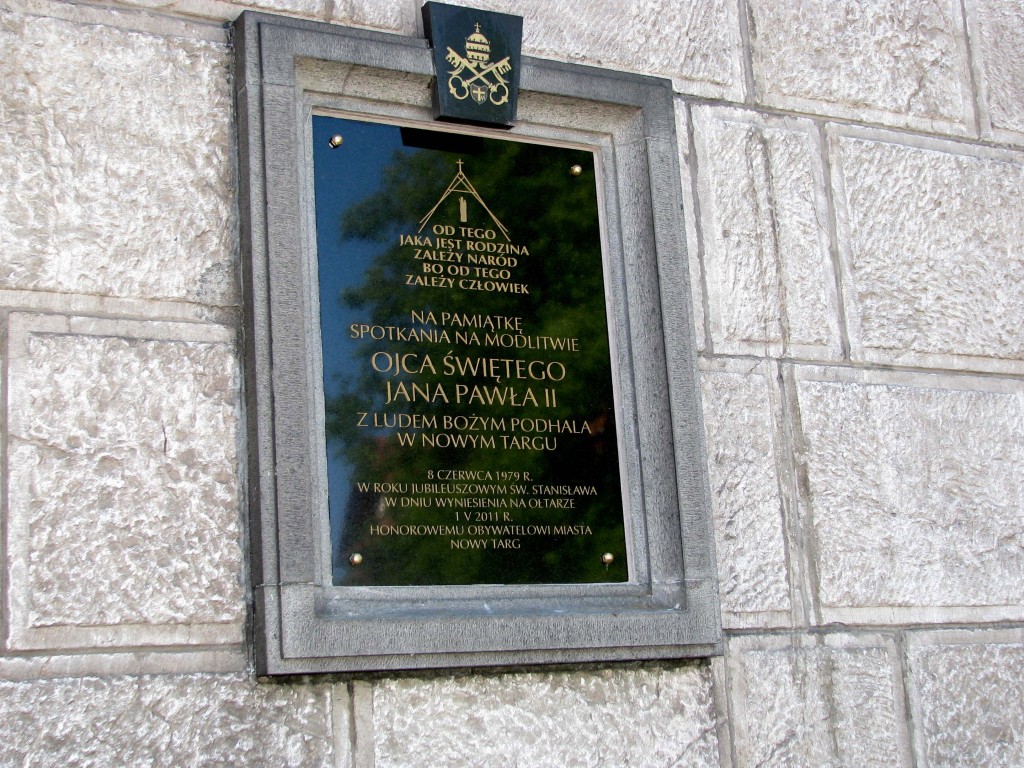 OD TEGO
JAKA JEST RODZINA
ZALEŻY NARÓD
BO OD TEGO
ZALEŻY CZŁOWIEK
NA PAMIĄTKĘ
SPOTKANIA NA MODLITWIE
OJCA ŚWIĘTEGO
JANA PAWŁA II
Z LUDEM BOŻYM PODHALA
W NOWYM TARGU
8 CZERWCA 1979 R.
W ROKU JUBILEUSZOWYM ŚW. STANISŁAWA
W DNIU WYNIESIENIA NA OŁTARZE
1 V 2011 R.
HONOROWEMU OBYWATELOWI MIASTA
NOWY TARG